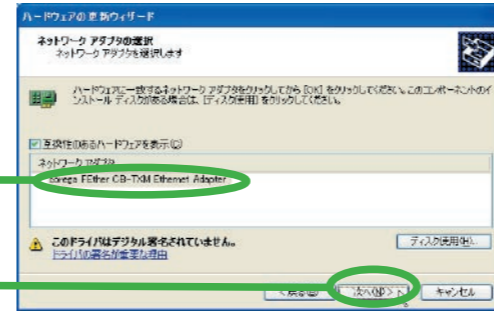 ハードウェアの更新ウィザード
ネットワーク アダプタの選択
ネットワーク アダプタを選択します
ハードウェアに一致するネットワーク アダプタをクリックしてから [OK] をクリックしてください。このコンポーネントのイ
ンストール ディスクがある場合は、[ディスク使用] をクリックしてください。
互換性のあるハードウェアを表示(C)
ネットワーク アダプタ
corega FEther CB-TXM Ethernet Adapter
このドライバはデジタル署名されていません。
ディスク使用(H)...
ドライバの署名が重要な理由
< 戻る(B)
次へ(N) >
キャンセル